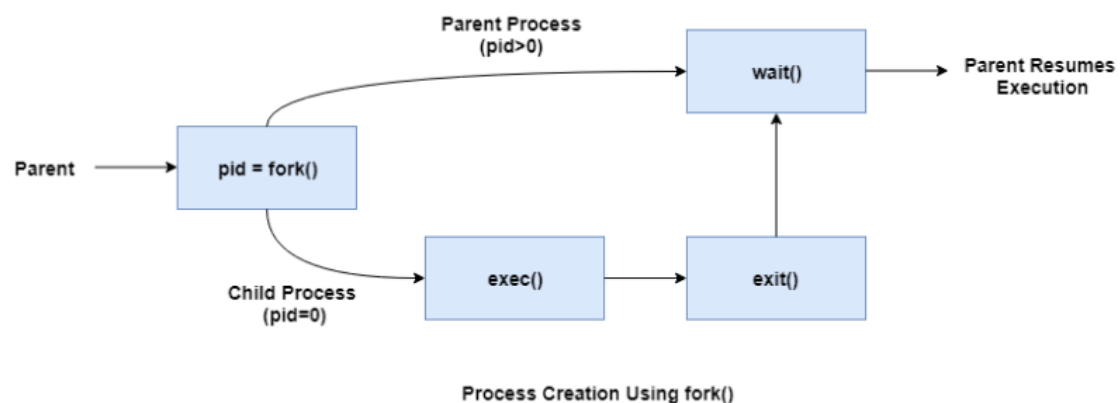 Parent Process
(pid>0)
wait()
Parent Resumes
Execution
Parent
pid = fork()
exec()
exit()
Child Process
(pid=0)
Process Creation Using fork()